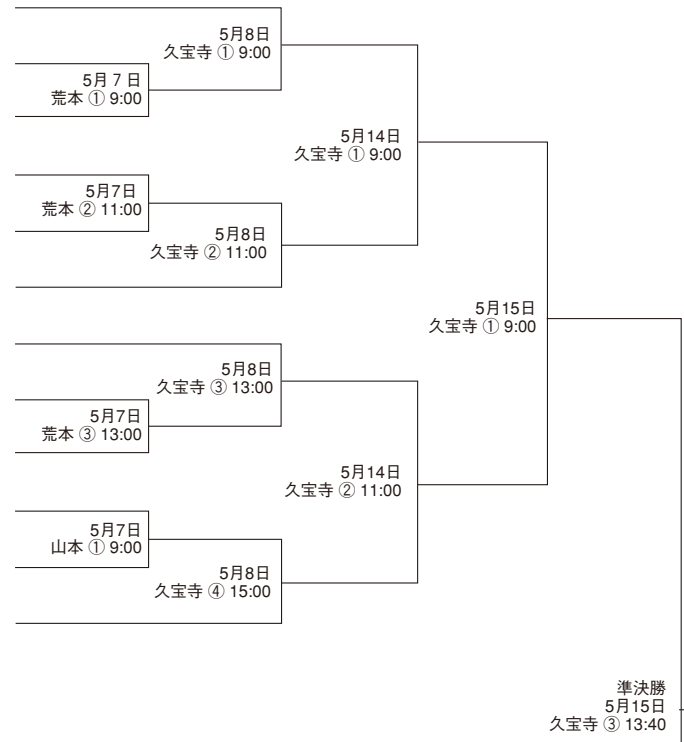 5月8日
久宝寺 ① 9:00
5月 7 日
荒本 ① 9:00
5月14日
久宝寺 ① 9:00
5月7日
荒本 ② 11:00
5月8日
久宝寺 ② 11:00
5月15日
久宝寺 ① 9:00
5月8日
久宝寺 ③ 13:00
5月7日
荒本 ③ 13:00
5月14日
久宝寺 ② 11:00
5月7日
山本 ① 9:00
5月8日
久宝寺 ④ 15:00
準決勝
5月15日
久宝寺 ③ 13:40